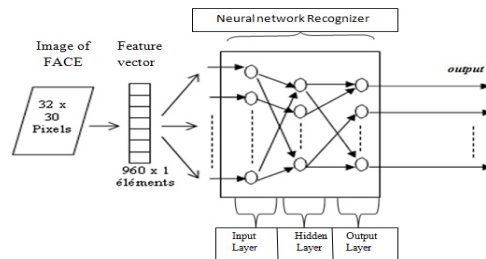 Neural network Recognizer
Image of
FACE
Feature
vector
output
32 x
30
Pixels
960 x 1
éléments
Input
Layer
Hidden
Layer
Output
Layer